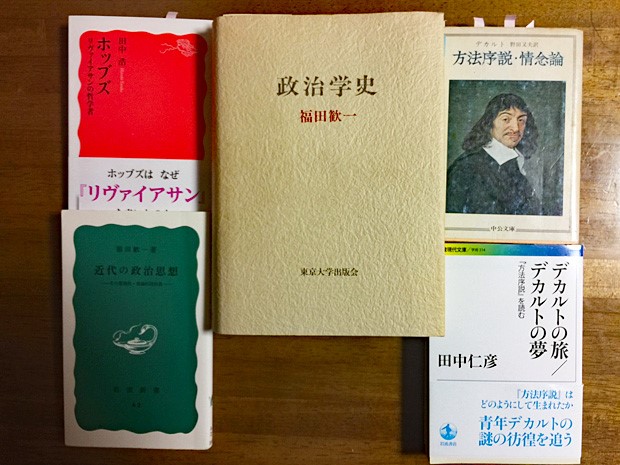 田中 浩
ホッブズ
リヴァイアサンの哲学者
ホッブズは なぜ
『リヴァイアサン
福田歓一著
近代の政治思想
岩波新書
政治学史
福田歓一
東京大学出版会
デカルト 野田又夫訳
方法序説・情念論
中公文庫
デカルトの旅／
デカルトの夢
『方法序説』を読む
田中仁彦
『方法序説』は
どのようにして生まれたか
青年デカルトの
謎の彷徨を追う
岩波書店